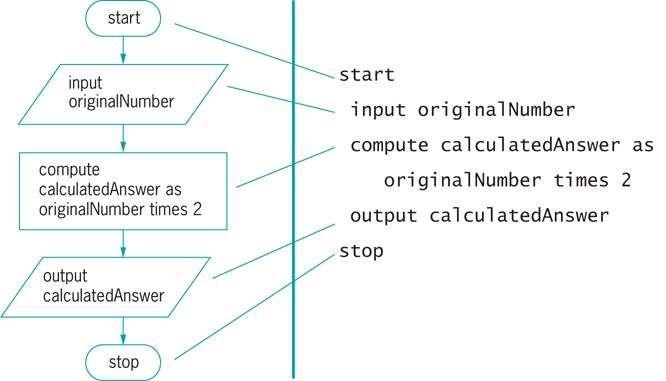 start
input
originalNumber
compute
calculatedAnswer as
originalNumber times 2
output
calculatedAnswer
stop
start
input originalNumber
compute calculatedAnswer as
originalNumber times 2
output calculatedAnswer
stop